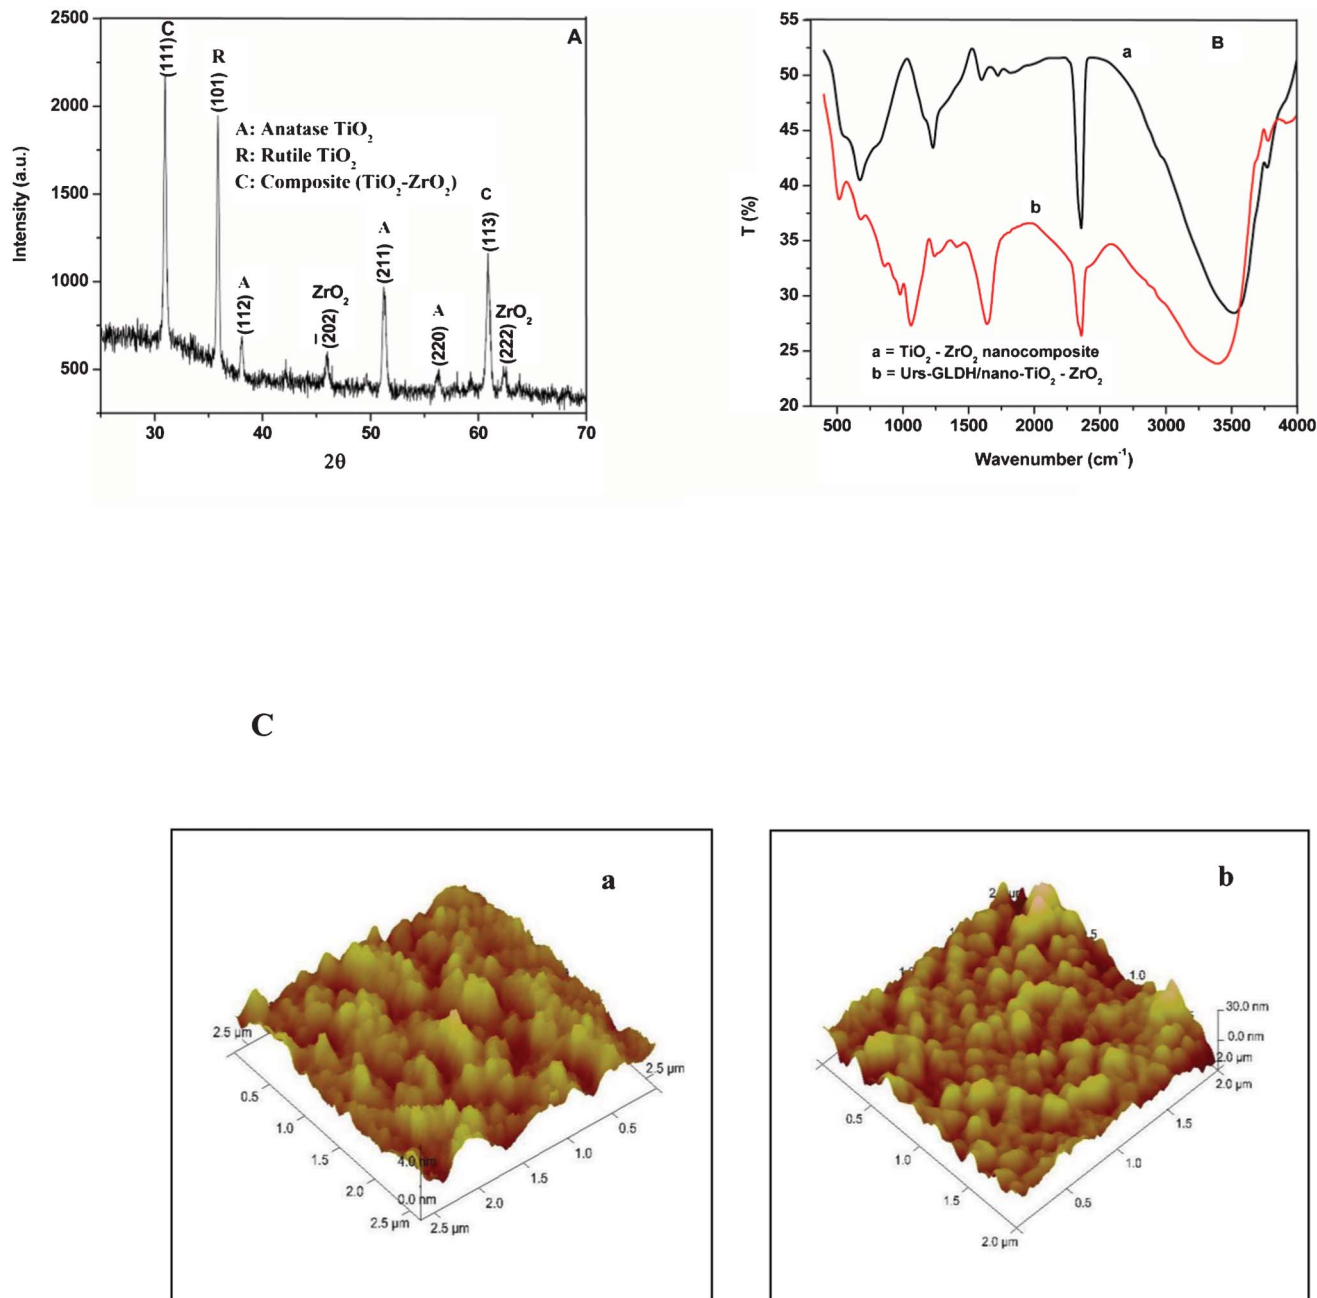 A
2500
2000
1500
1000
500
Intensity (a.u.)
(111)C
R
(101)
A: Anatase TiO₂
R: Rutile TiO₂
C: Composite (TiO₂-ZrO₂)
A
(112)
ZrO₂
(2̅02)
A
(211)
A
(220)
C
(113)
ZrO₂
(222)
30 40 50 60 70
2θ
B
55
50
45
40
35
30
25
20
T (%)
a
b
a = TiO₂ - ZrO₂ nanocomposite
b = Urs-GLDH/nano-TiO₂ - ZrO₂
500 1000 1500 2000 2500 3000 3500 4000
Wavenumber (cm⁻¹)
C
a
2.5 µm
0.5
1.0
1.5
2.0
2.5 µm
4.0 nm
0.0 nm
2.5 µm
2.0
1.5
1.0
0.5
2.5 µm
b
1.0
30.0 nm
0.0 nm
2.0 µm
2.0 µm
0.5
1.0
1.5
2.0 µm
0.5
1.0
1.5